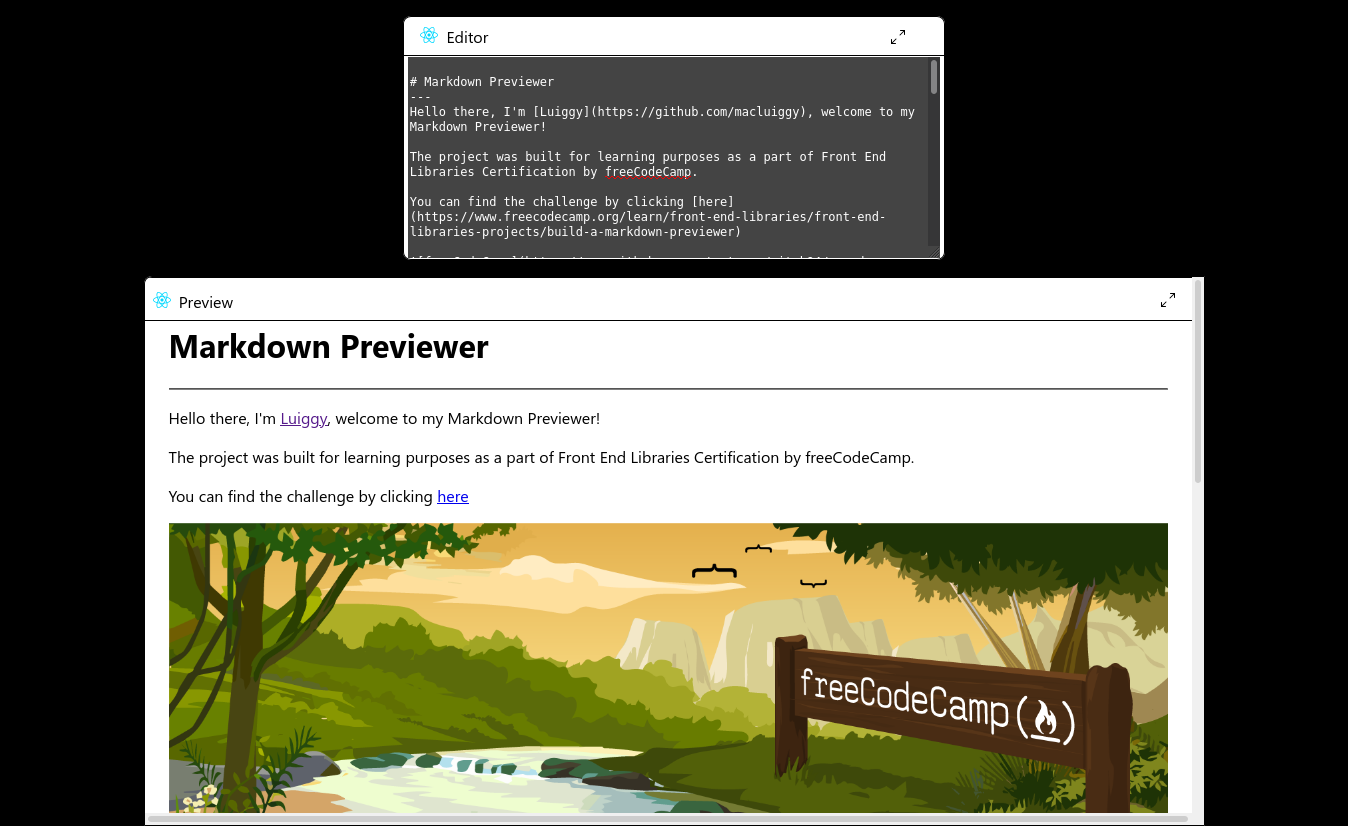 Editor
# Markdown Previewer
---
Hello there, I'm [Luiggy](https://github.com/macluiggy), welcome to my
Markdown Previewer!
The project was built for learning purposes as a part of Front End
Libraries Certification by freeCodeCamp.
You can find the challenge by clicking [here]
(https://www.freecodecamp.org/learn/front-end-libraries/front-end-
libraries-projects/build-a-markdown-previewer)
Preview
Markdown Previewer
Hello there, I'm Luiggy, welcome to my Markdown Previewer!
The project was built for learning purposes as a part of Front End Libraries Certification by freeCodeCamp.
You can find the challenge by clicking here
freeCodeCamp